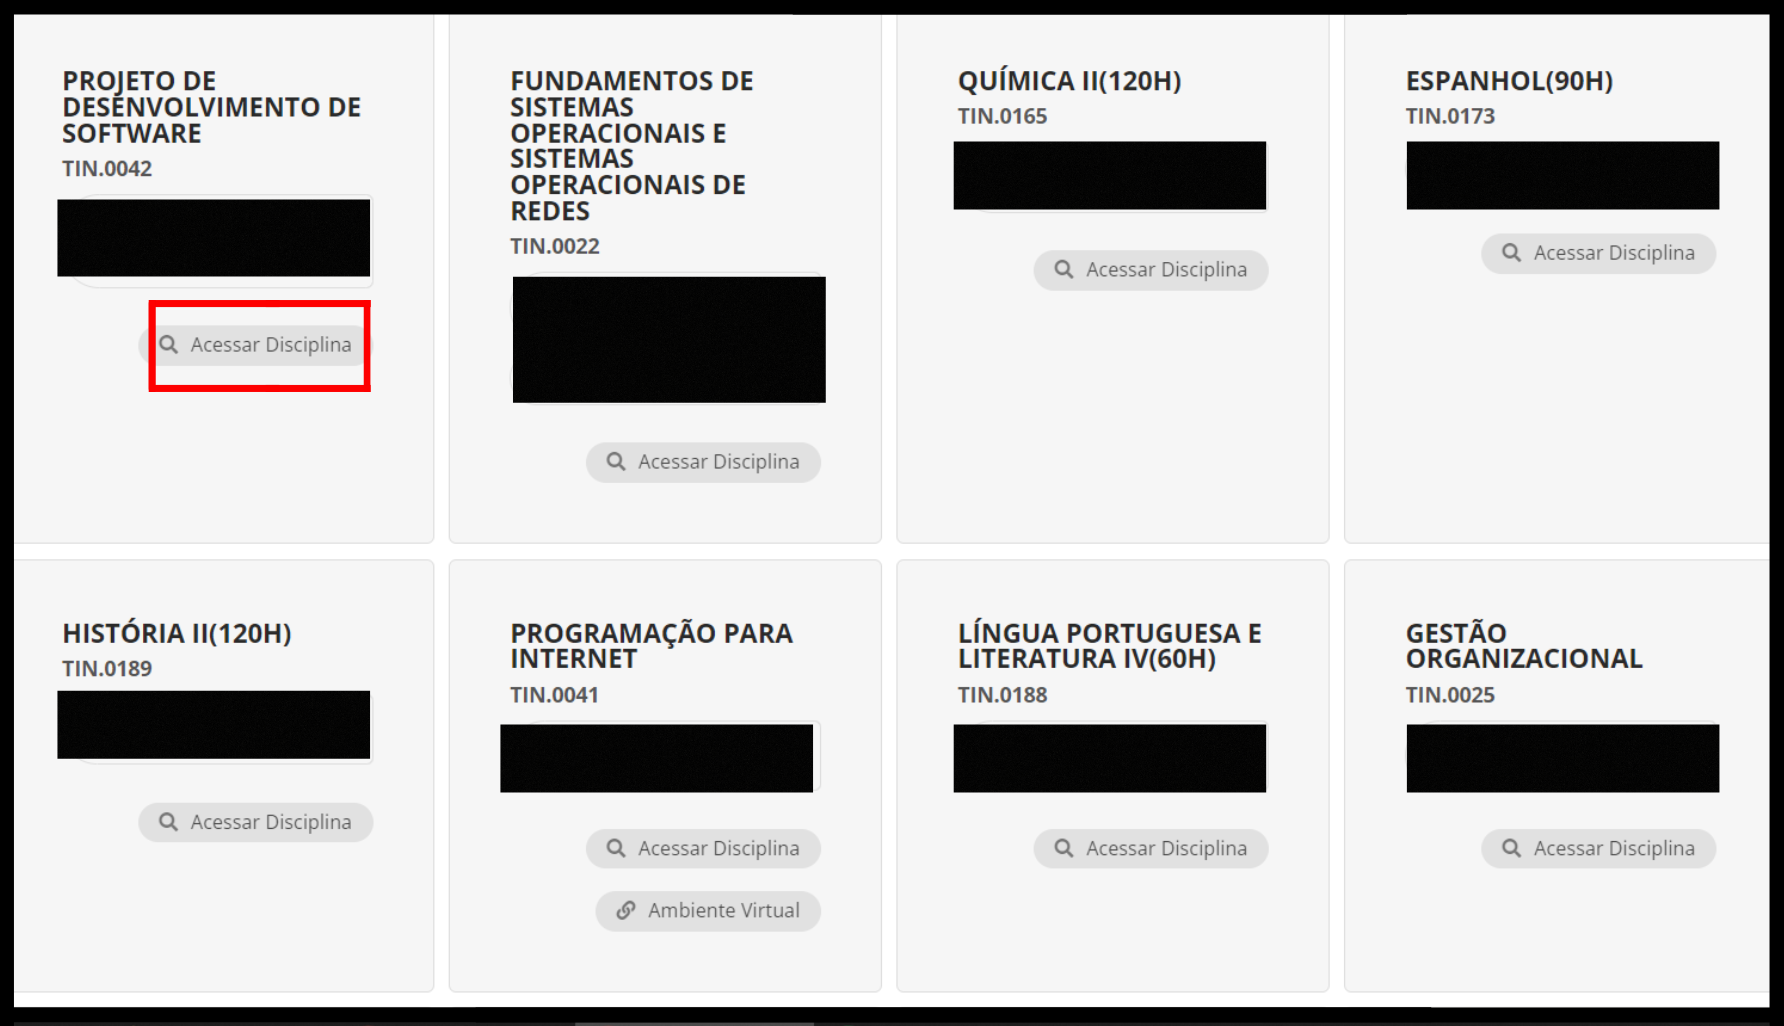 PROJETO DE
DESENVOLVIMENTO DE
SOFTWARE
TIN.0042
Acessar Disciplina
FUNDAMENTOS DE
SISTEMAS
OPERACIONAIS E
SISTEMAS
OPERACIONAIS DE
REDES
TIN.0022
Acessar Disciplina
QUÍMICA II(120H)
TIN.0165
Acessar Disciplina
ESPANHOL(90H)
TIN.0173
Acessar Disciplina
HISTÓRIA II(120H)
TIN.0189
Acessar Disciplina
PROGRAMAÇÃO PARA
INTERNET
TIN.0041
Acessar Disciplina
Ambiente Virtual
LÍNGUA PORTUGUESA E
LITERATURA IV(60H)
TIN.0188
Acessar Disciplina
GESTÃO
ORGANIZACIONAL
TIN.0025
Acessar Disciplina